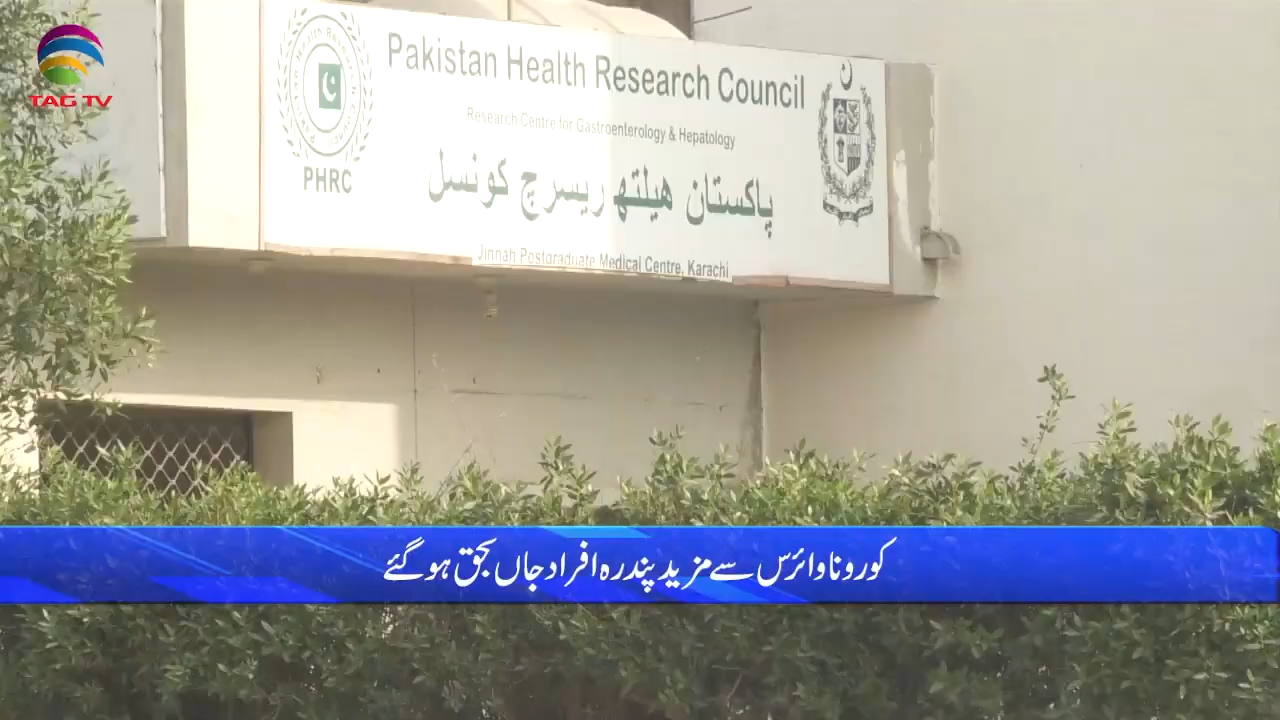 TAG TV
Pakistan Health Research Council
Research Centre for Gastroenterology & Hepatology
PHRC
پاکستان ہیلتھ ریسرچ کونسل
Jinnah Postgraduate Medical Centre, Karachi
کورونا وائرس سے مزید پندرہ افراد جاں بحق ہو گئے